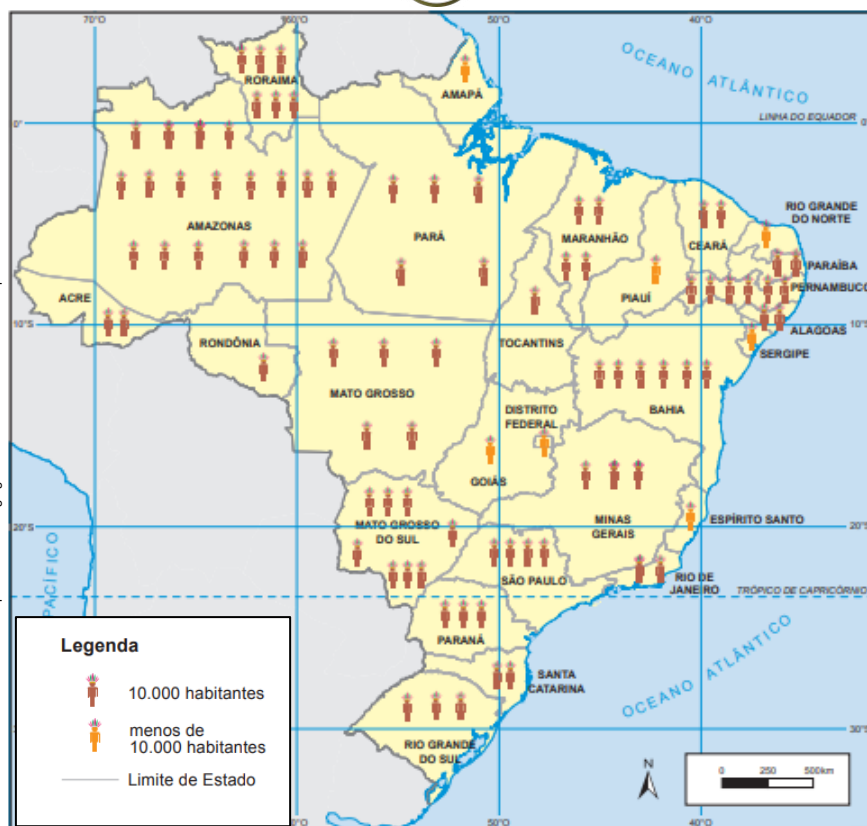 70°O
60°O
50°O
40°O
OCEANO ATLÂNTICO
RORAIMA
AMAPÁ
LINHA DO EQUADOR
0°
0°
AMAZONAS
PARÁ
MARANHÃO
CEARÁ
RIO GRANDE
DO NORTE
PARAÍBA
PERNAMBUCO
ACRE
PIAUÍ
10°S
10°S
ALAGOAS
RONDÔNIA
TOCANTINS
SERGIPE
MATO GROSSO
BAHIA
DISTRITO
FEDERAL
GOIÁS
MINAS
GERAIS
ESPÍRITO SANTO
20°S
20°S
MATO GROSSO
DO SUL
SÃO PAULO
RIO DE
JANEIRO
TRÓPICO DE CAPRICÓRNIO
PACÍFICO
PARANÁ
SANTA
CATARINA
OCEANO ATLÂNTICO
RIO GRANDE
DO SUL
30°S
Legenda
10.000 habitantes
menos de
10.000 habitantes
Limite de Estado
N
0 250 500km
50°O
40°O